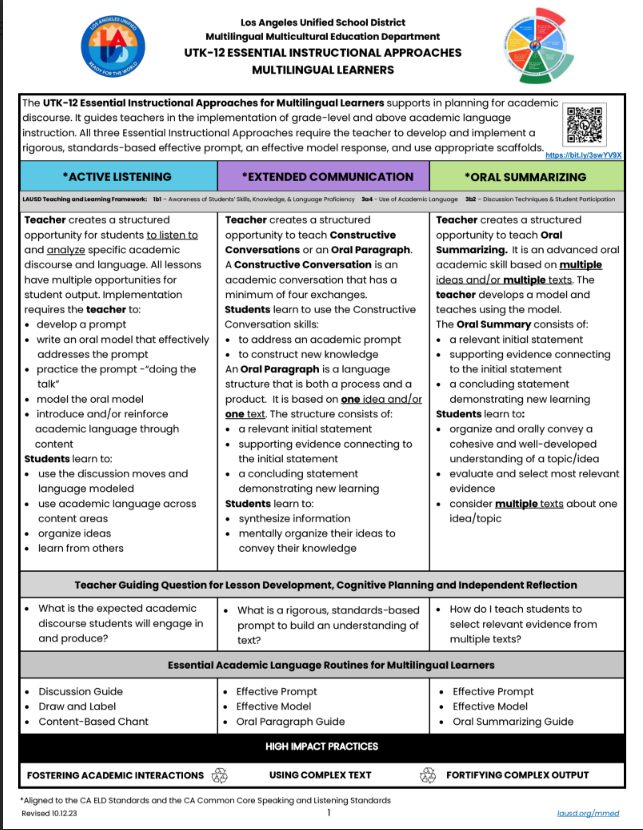 LOS ANGELES UNIFIED
LA
READY FOR THE WORLD
Los Angeles Unified School District
Multilingual Multicultural Education Department
UTK-12 ESSENTIAL INSTRUCTIONAL APPROACHES
MULTILINGUAL LEARNERS
The UTK-12 Essential Instructional Approaches for Multilingual Learners supports in planning for academic
discourse. It guides teachers in the implementation of grade-level and above academic language
instruction. All three Essential Instructional Approaches require the teacher to develop and implement a
rigorous, standards-based effective prompt, an effective model response, and use appropriate scaffolds.
https://bit.ly/3swYV9X
*ACTIVE LISTENING
*EXTENDED COMMUNICATION
*ORAL SUMMARIZING
LAUSD Teaching and Learning Framework: 1b1 – Awareness of Students' Skills, Knowledge, & Language Proficiency 3a4 - Use of Academic Language 3b2 – Discussion Techniques & Student Participation
Teacher creates a structured
opportunity for students to listen to
and analyze specific academic
discourse and language. All lessons
have multiple opportunities for
student output. Implementation
requires the teacher to:
• develop a prompt
• write an oral model that effectively
addresses the prompt
• practice the prompt -“doing the
talk”
• model the oral model
• introduce and/or reinforce
academic language through
content
Students learn to:
• use the discussion moves and
language modeled
• use academic language across
content areas
• organize ideas
• learn from others
Teacher creates a structured
opportunity to teach Constructive
Conversations or an Oral Paragraph.
A Constructive Conversation is an
academic conversation that has a
minimum of four exchanges.
Students learn to use the Constructive
Conversation skills:
• to address an academic prompt
• to construct new knowledge
An Oral Paragraph is a language
structure that is both a process and a
product. It is based on one idea and/or
one text. The structure consists of:
• a relevant initial statement
• supporting evidence connecting to
the initial statement
• a concluding statement
demonstrating new learning
Students learn to:
• synthesize information
• mentally organize their ideas to
convey their knowledge
Teacher creates a structured
opportunity to teach Oral
Summarizing. It is an advanced oral
academic skill based on multiple
ideas and/or multiple texts. The
teacher develops a model and
teaches using the model.
The Oral Summary consists of:
• a relevant initial statement
• supporting evidence connecting
to the initial statement
• a concluding statement
demonstrating new learning
Students learn to:
• organize and orally convey a
cohesive and well-developed
understanding of a topic/idea
• evaluate and select most relevant
evidence
• consider multiple texts about one
idea/topic
Teacher Guiding Question for Lesson Development, Cognitive Planning and Independent Reflection
• What is the expected academic
discourse students will engage in
and produce?
• What is a rigorous, standards-based
prompt to build an understanding of
text?
• How do I teach students to
select relevant evidence from
multiple texts?
Essential Academic Language Routines for Multilingual Learners
• Discussion Guide
• Draw and Label
• Content-Based Chant
• Effective Prompt
• Effective Model
• Oral Paragraph Guide
• Effective Prompt
• Effective Model
• Oral Summarizing Guide
HIGH IMPACT PRACTICES
FOSTERING ACADEMIC INTERACTIONS
USING COMPLEX TEXT
FORTIFYING COMPLEX OUTPUT
*Aligned to the CA ELD Standards and the CA Common Core Speaking and Listening Standards
Revised 10.12.23
1
lausd.org/mmed